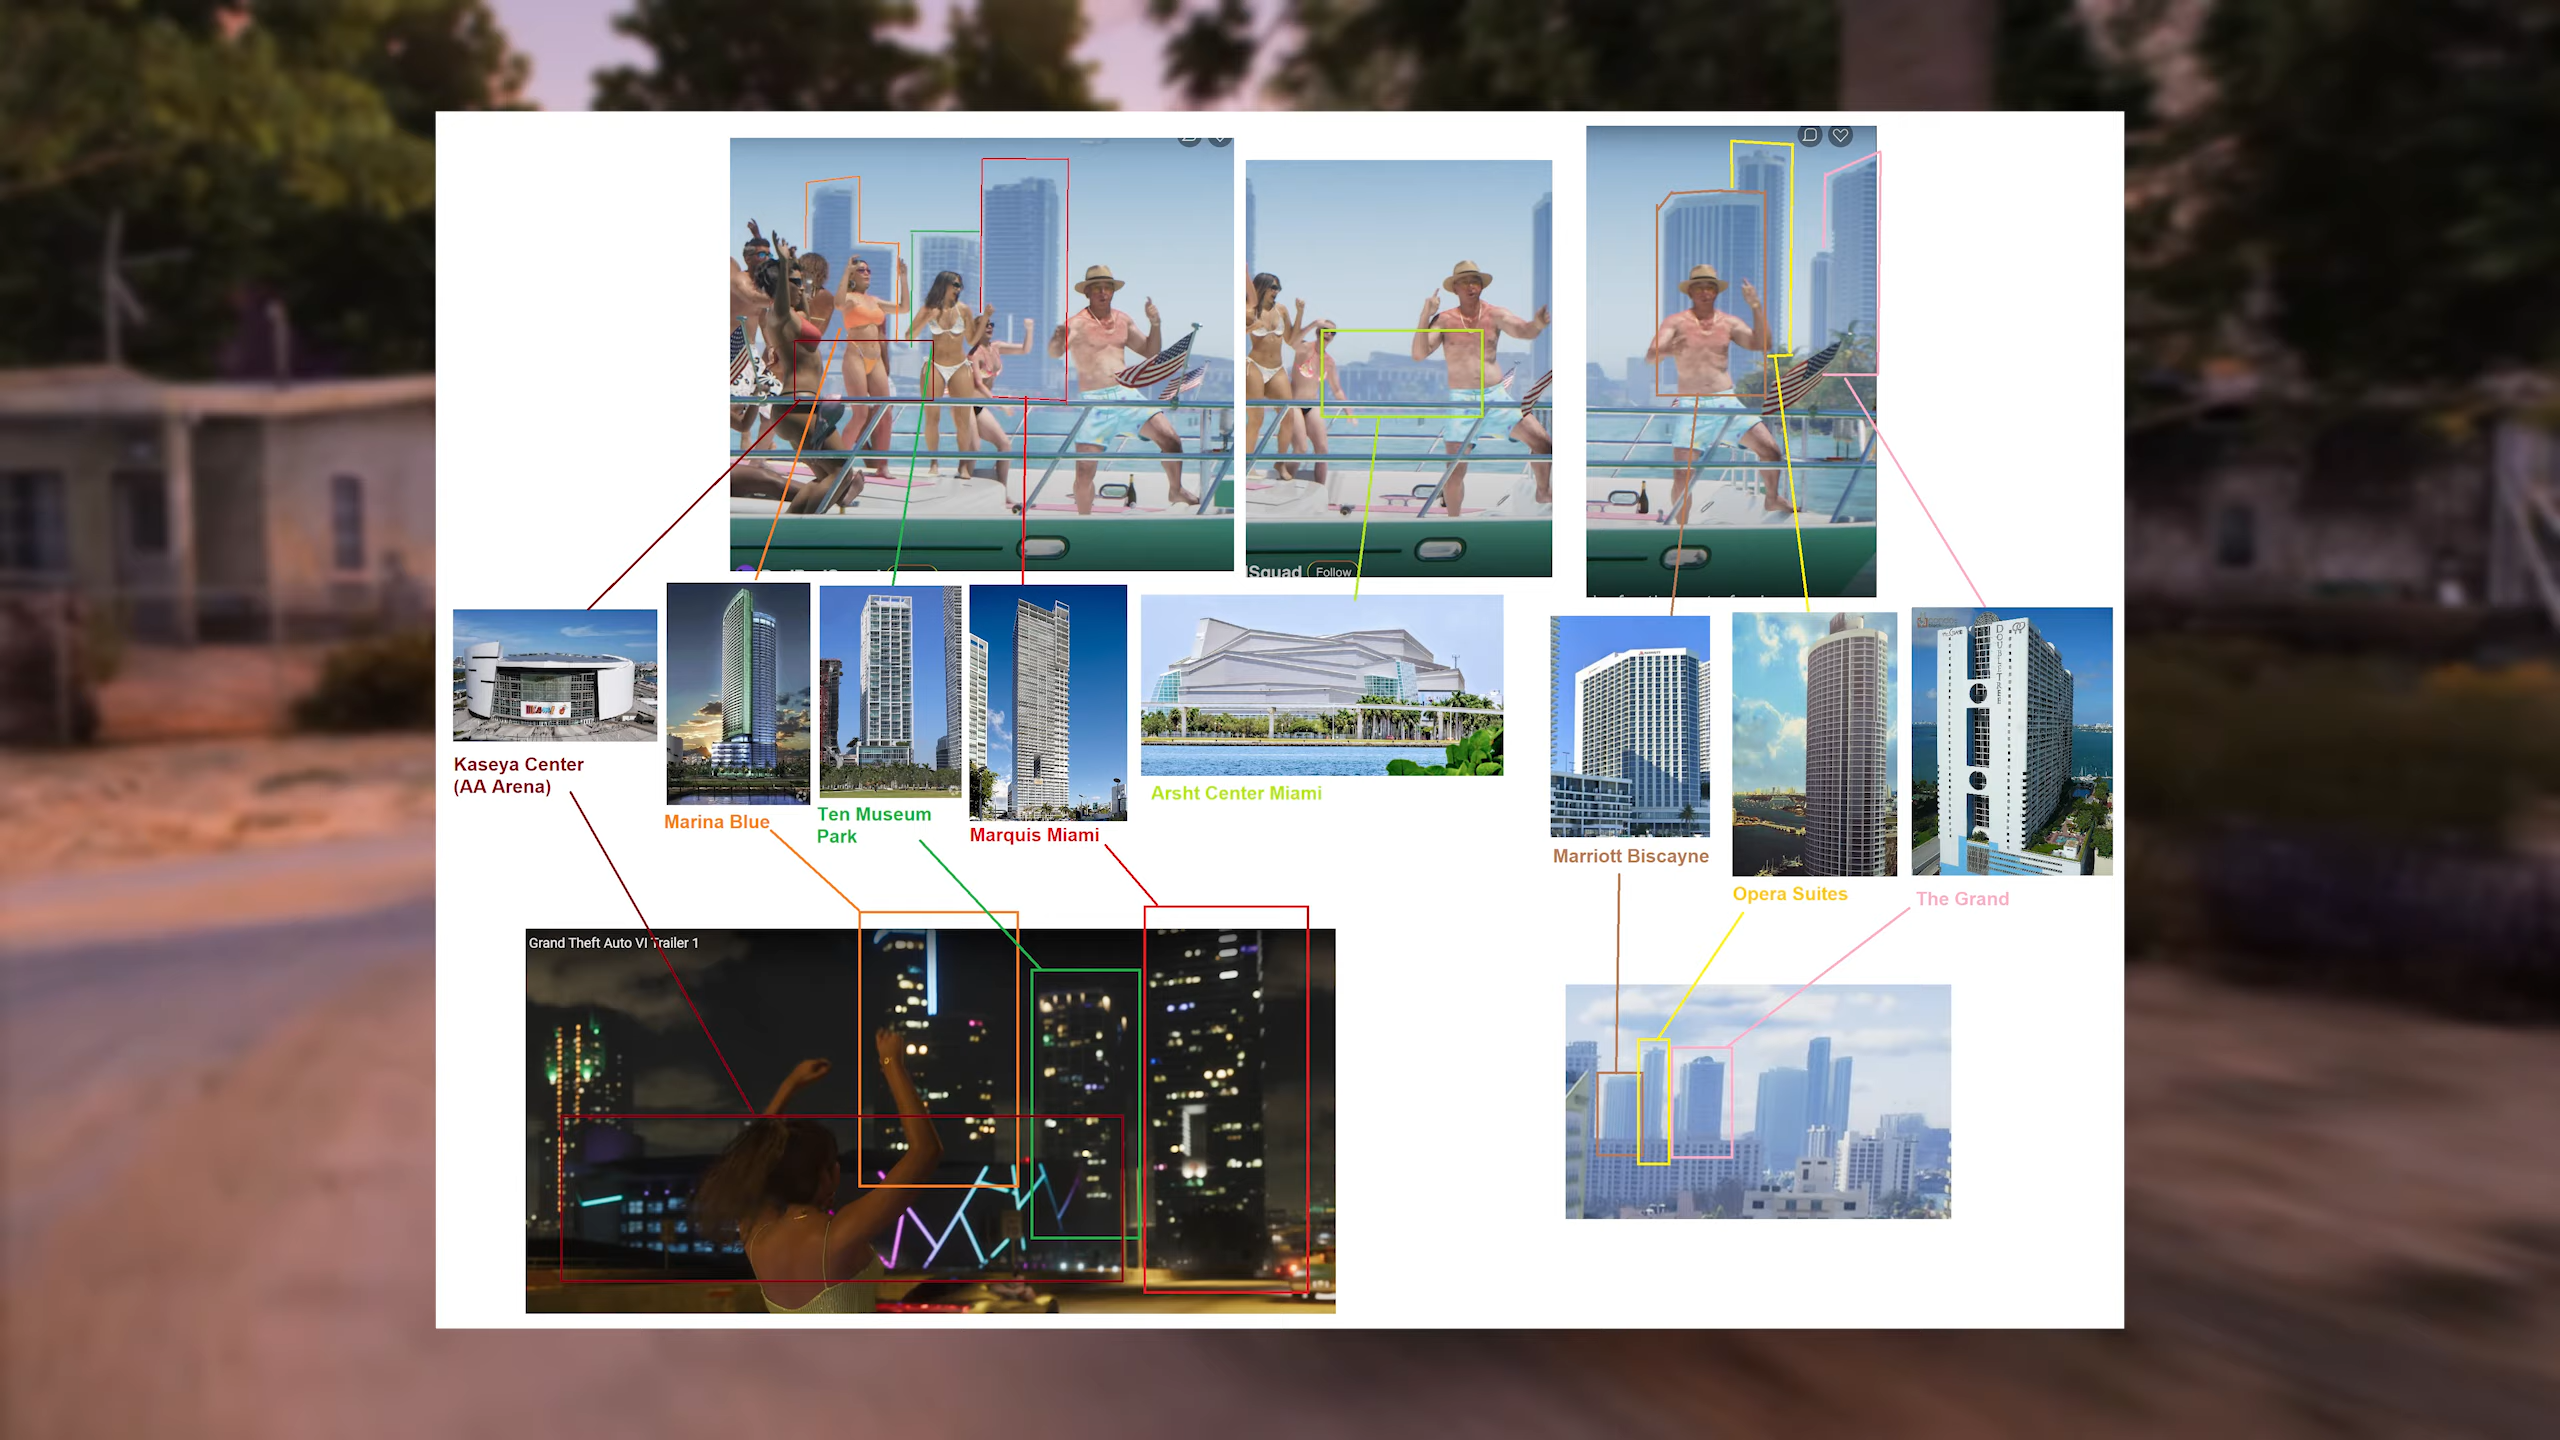 Squad Follow
Kaseya Center
(AA Arena)
Marina Blue
Ten Museum
Park
Marquis Miami
Arsht Center Miami
Marriott Biscayne
Opera Suites
The Grand
Grand Theft Auto VI Trailer 1